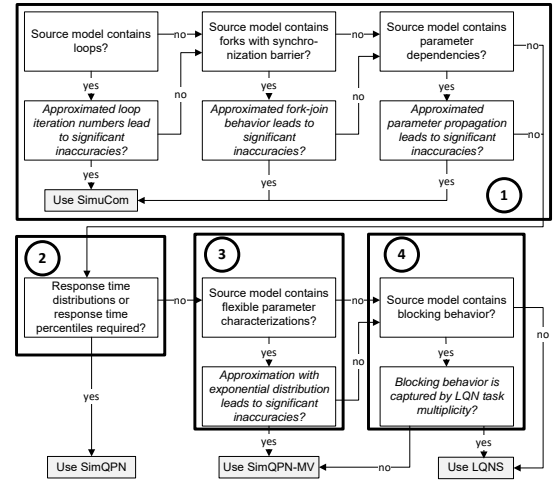 Source model contains
loops?
no
Source model contains
forks with synchro-
nization barrier?
no
Source model contains
parameter
dependencies?
no
yes
no
yes
no
yes
Approximated loop
iteration numbers lead
to significant
inaccuracies?
Approximated fork-join
behavior leads to
significant
inaccuracies?
Approximated
parameter propagation
leads to significant
inaccuracies?
no
yes
yes
yes
Use SimuCom
1
2
3
4
Response time
distributions or
response time
percentiles required?
no
Source model contains
flexible parameter
characterizations?
no
Source model contains
blocking behavior?
no
yes
no
yes
Approximation with
exponential distribution
leads to significant
inaccuracies?
Blocking behavior is
captured by LQN task
multiplicity?
yes
yes
yes
Use SimQPN
Use SimQPN-MV
no
Use LQNS